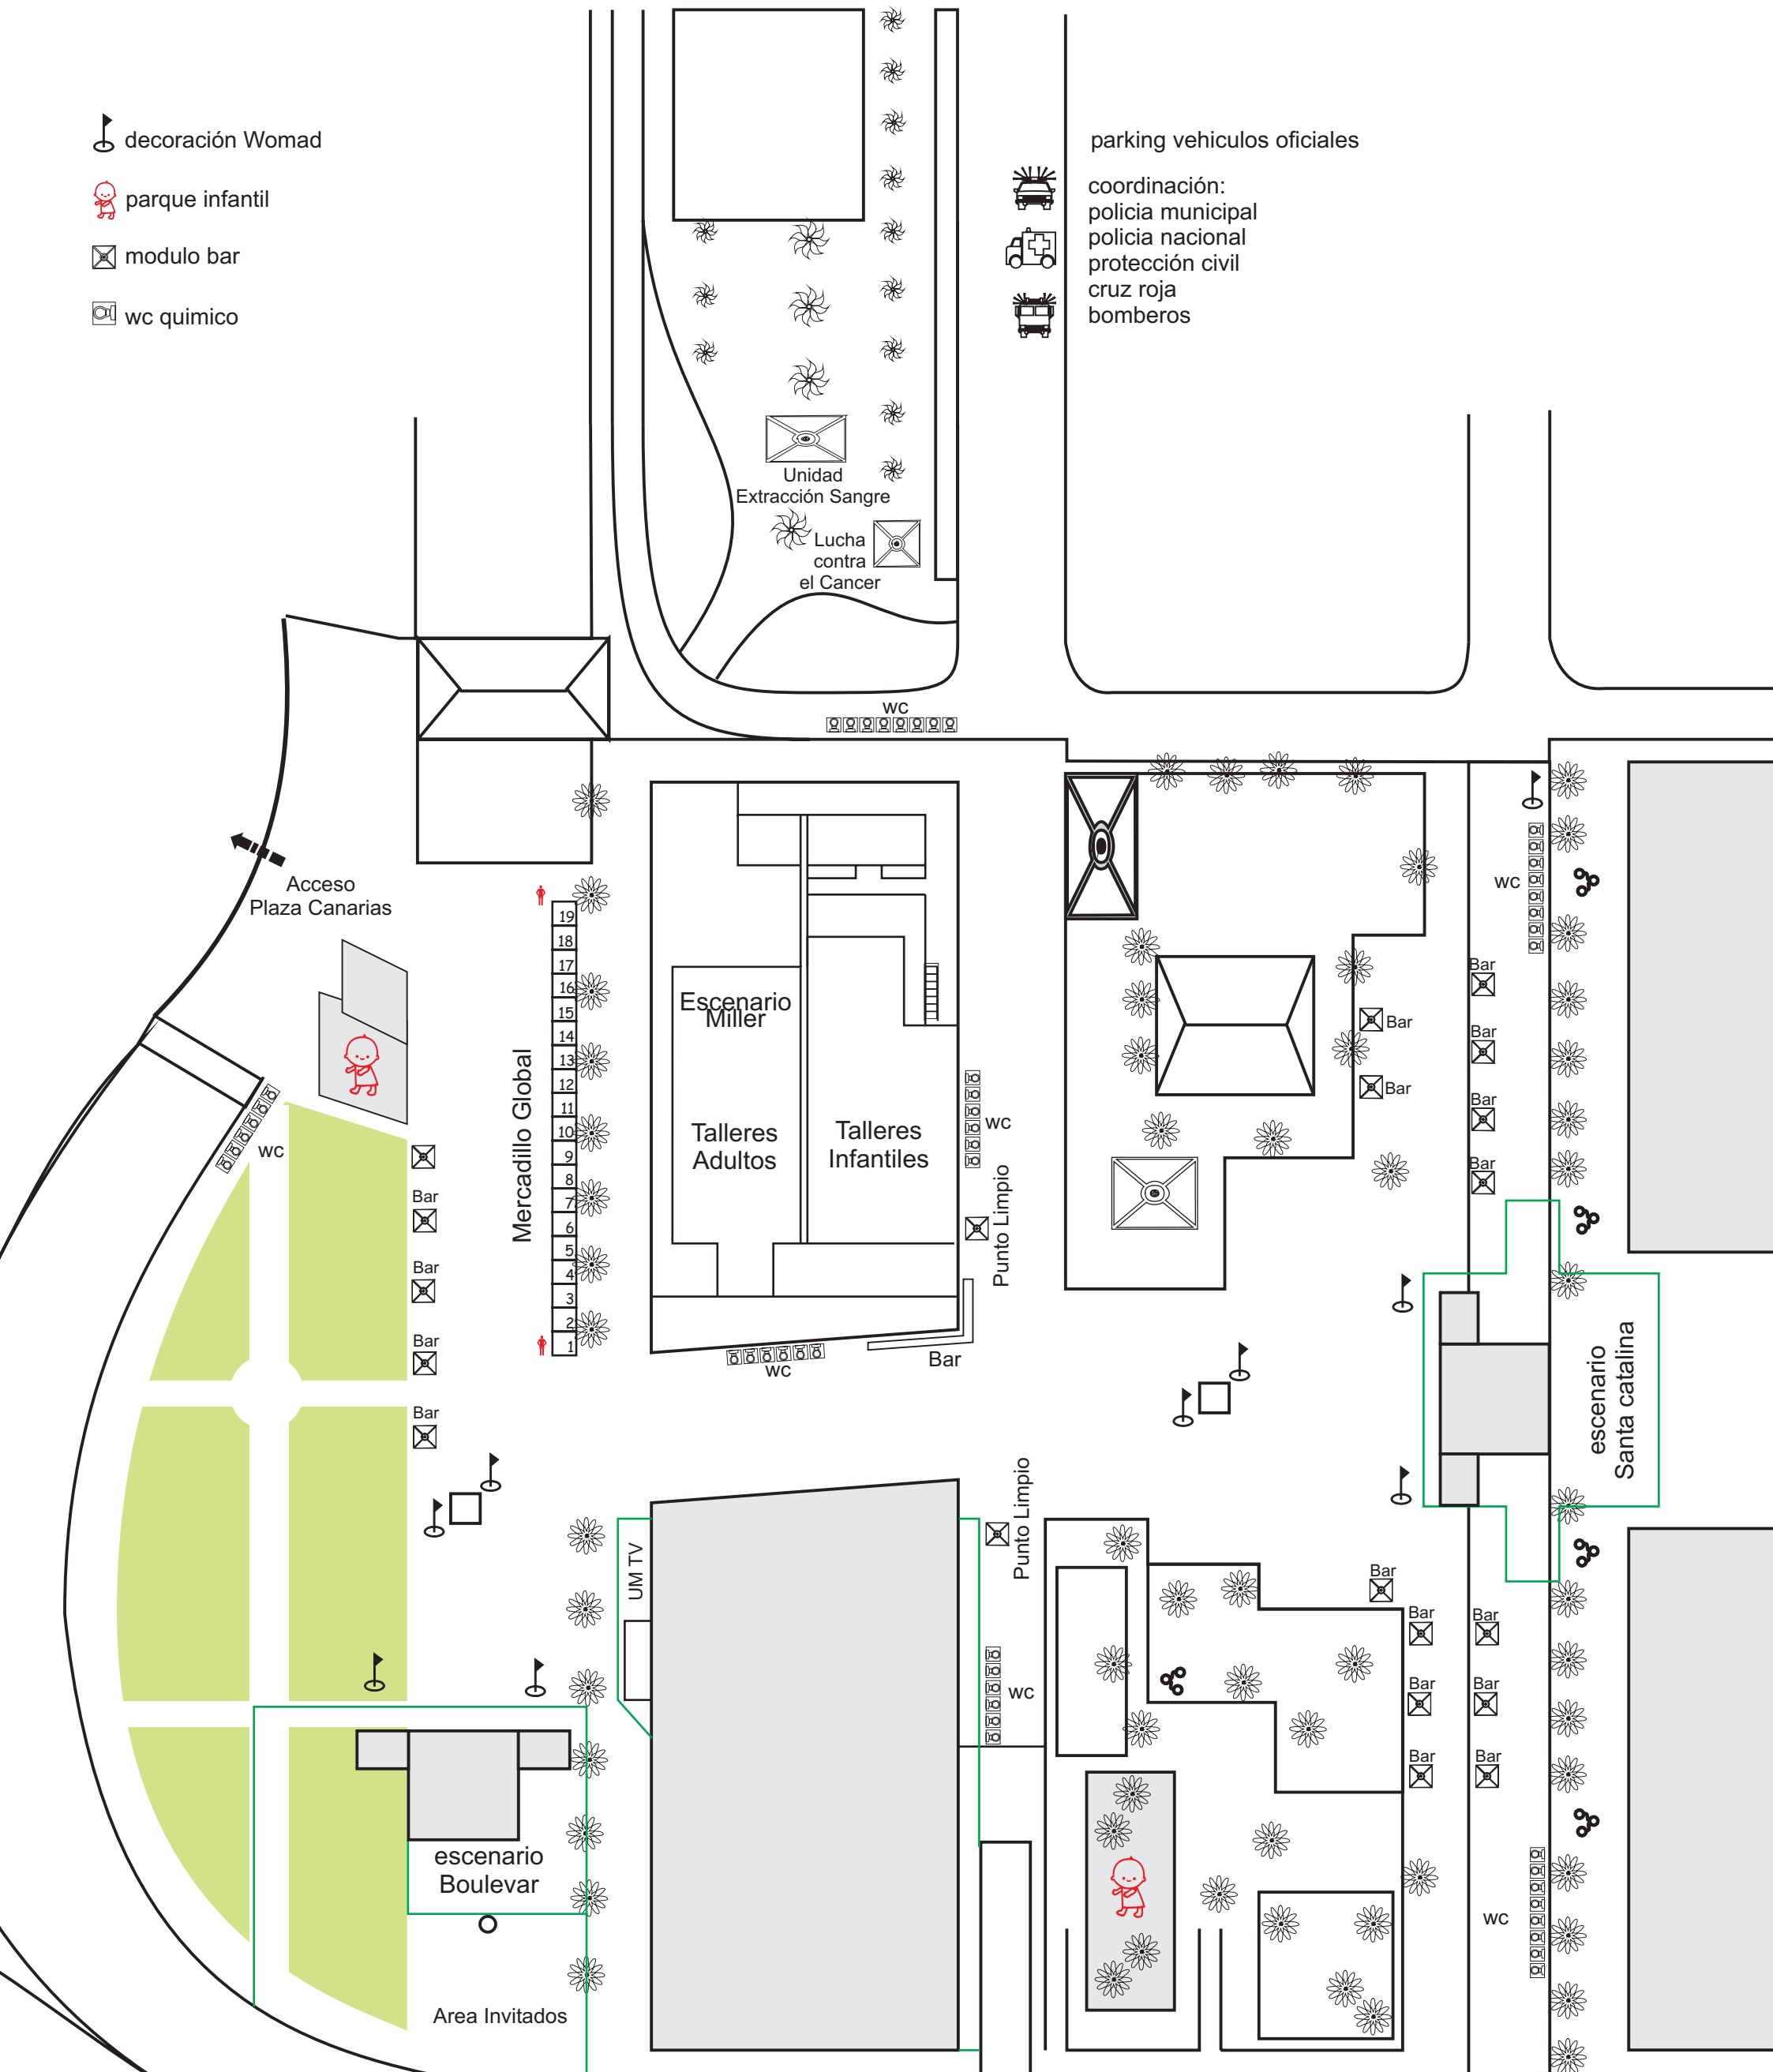 decoración Womad
parque infantil
modulo bar
wc quimico
parking vehiculos oficiales
coordinación:
policia municipal
policia nacional
protección civil
cruz roja
bomberos
Unidad
Extracción Sangre
Lucha
contra
el Cancer
wc
Acceso
Plaza Canarias
wc
Mercadillo Global
19
18
17
16
15
14
13
12
11
10
9
8
7
6
5
4
3
2
1
Escenario
Miller
Talleres
Adultos
Talleres
Infantiles
wc
Punto Limpio
Bar
wc
Bar
Bar
Bar
Bar
wc
Bar
Bar
Bar
Bar
Bar
Bar
escenario
Santa catalina
UM TV
Punto Limpio
wc
Bar
Bar
Bar
Bar
Bar
Bar
Bar
wc
escenario
Boulevar
Area Invitados